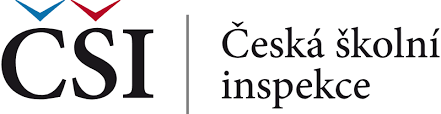 ČŠI
Česká školní
inspekce